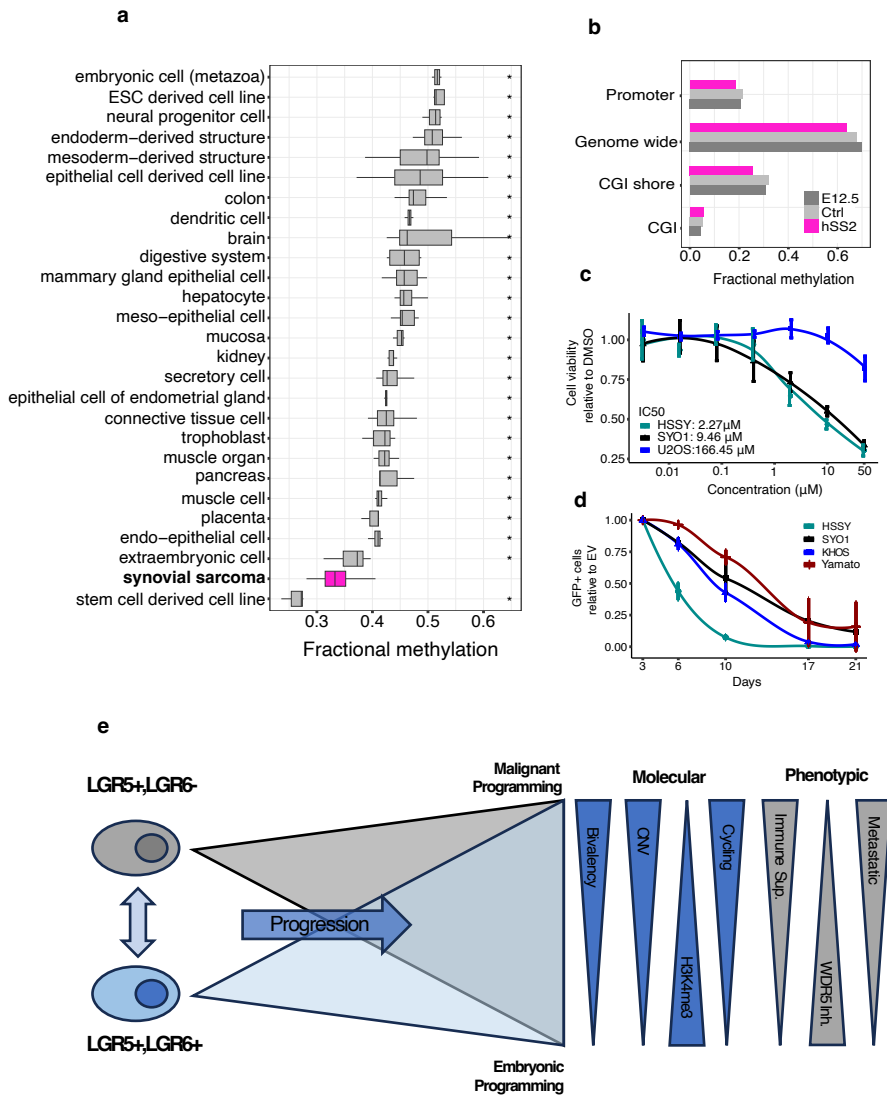 a
embryonic cell (metazoa)
ESC derived cell line
neural progenitor cell
endoderm−derived structure
mesoderm−derived structure
epithelial cell derived cell line
colon
dendritic cell
brain
digestive system
mammary gland epithelial cell
hepatocyte
meso−epithelial cell
mucosa
kidney
secretory cell
epithelial cell of endometrial gland
connective tissue cell
trophoblast
muscle organ
pancreas
muscle cell
placenta
endo−epithelial cell
extraembryonic cell
synovial sarcoma
stem cell derived cell line
* * * * * * * * * * * * * * * * * * * * * * * * * *
0.3 0.4 0.5 0.6
Fractional methylation
b
Promoter
Genome wide
CGI shore
CGI
E12.5
Ctrl
hSS2
0.0 0.2 0.4 0.6
Fractional methylation
c
Cell viability
relative to DMSO
1.00
0.75
0.50
0.25
IC50
HSSY: 2.27μM
SYO1: 9.46 μM
U2OS:166.45 μM
0.01 0.1 1 10 50
Concentration (μM)
d
GFP+ cells
relative to EV
1.00
0.75
0.50
0.25
0.00
HSSY
SYO1
KHOS
Yamato
3 6 10 17 21
Days
e
LGR5+,LGR6-
LGR5+,LGR6+
Progression
Malignant
Programming
Embryonic
Programming
Molecular
Phenotypic
Bivalency
CNV
H3K4me3
Cycling
Immune Sup.
WDR5 Inh.
Metastatic